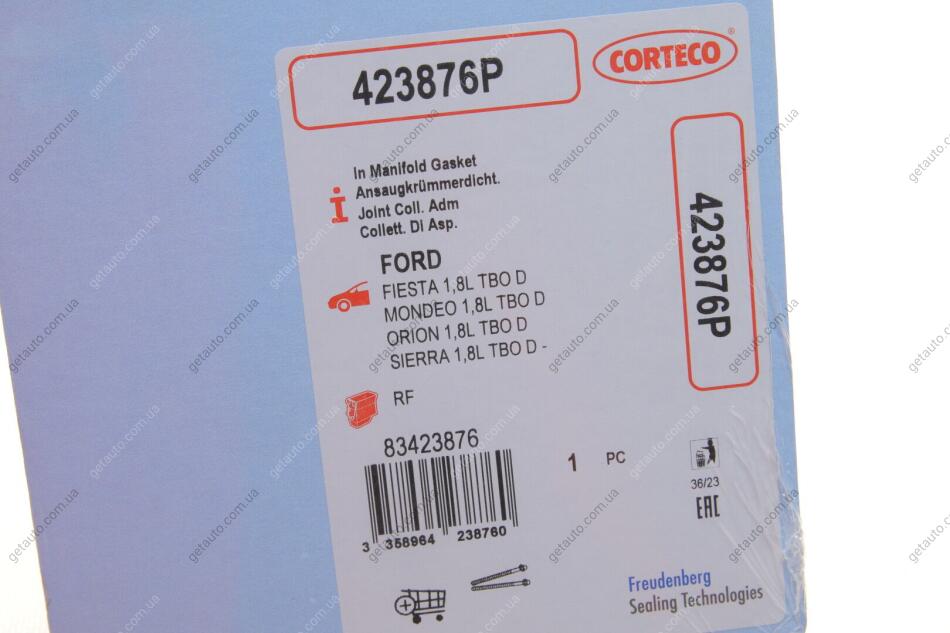 423876P
CORTECO®
In Manifold Gasket
Ansaugkrümmerdicht.
Joint Coll. Adm
Collett. Di Asp.
423876P
FORD
FIESTA 1,8L TBO D
MONDEO 1,8L TBO D
ORION 1,8L TBO D
SIERRA 1,8L TBO D -
RF
83423876
1 PC
36/23
EAC
3 358964 238760
Freudenberg
Sealing Technologies
getauto.com.ua